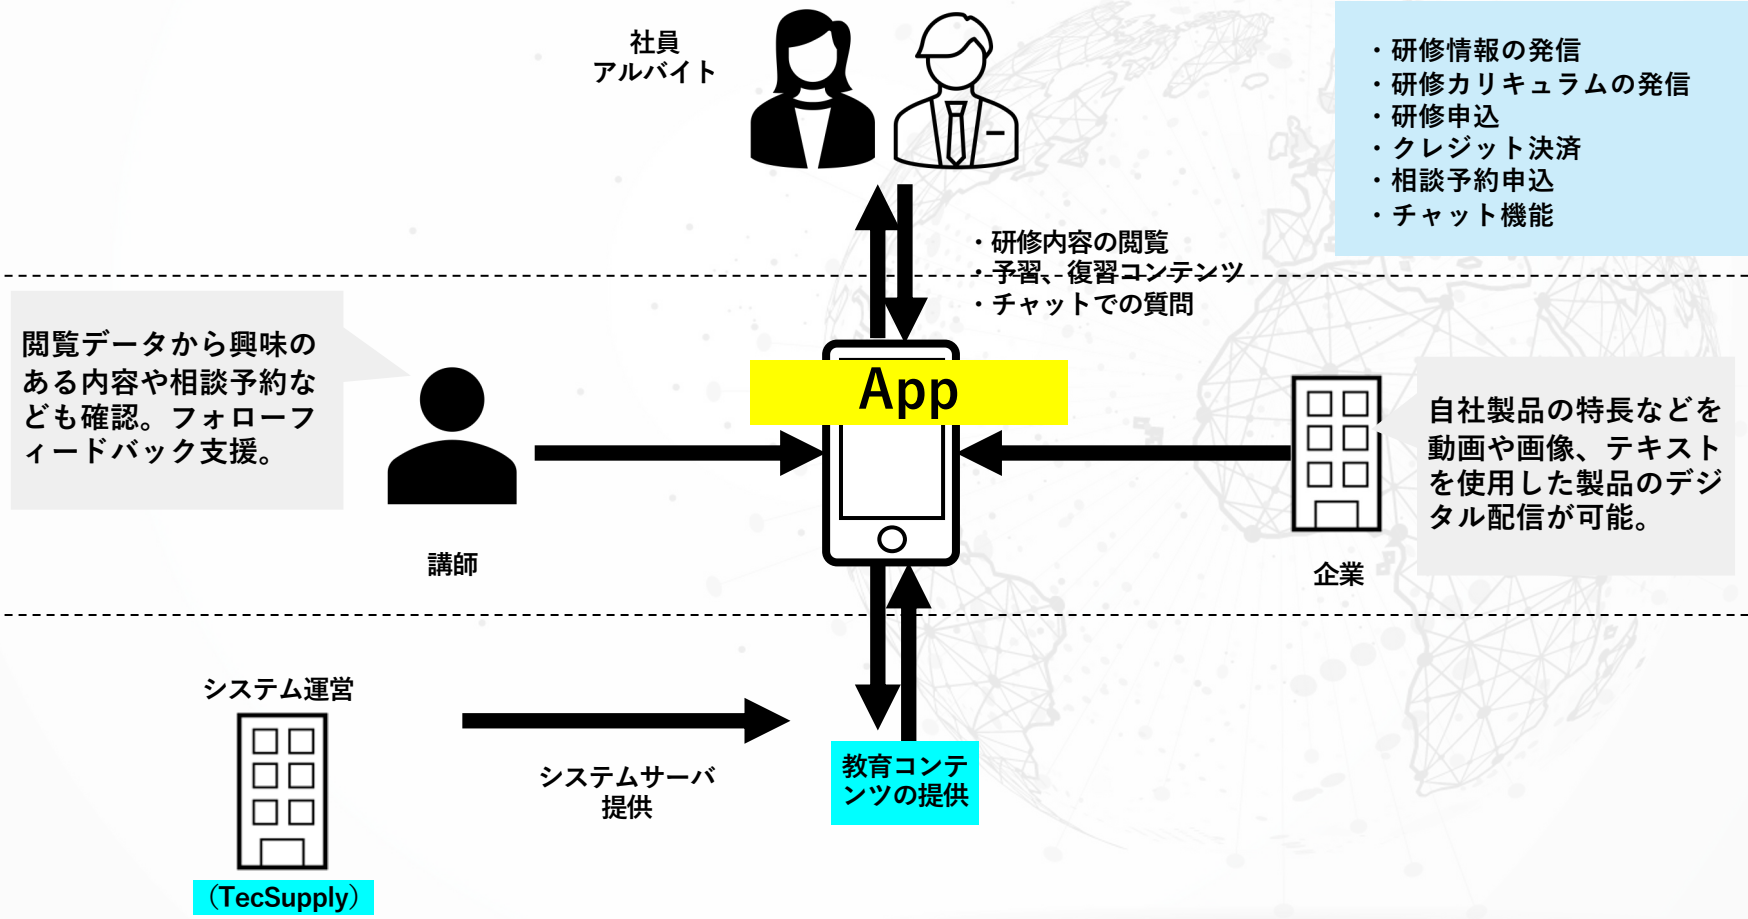 社員
アルバイト
・研修情報の発信
・研修カリキュラムの発信
・研修申込
・クレジット決済
・相談予約申込
・チャット機能
・研修内容の閲覧
・予習、復習コンテンツ
・チャットでの質問
閲覧データから興味の
ある内容や相談予約な
ども確認。フォローフ
ィードバック支援。
App
自社製品の特長などを
動画や画像、テキスト
を使用した製品のデジ
タル配信が可能。
講師
企業
システム運営
システムサーバ
提供
教育コンテ
ンツの提供
（TecSupply）